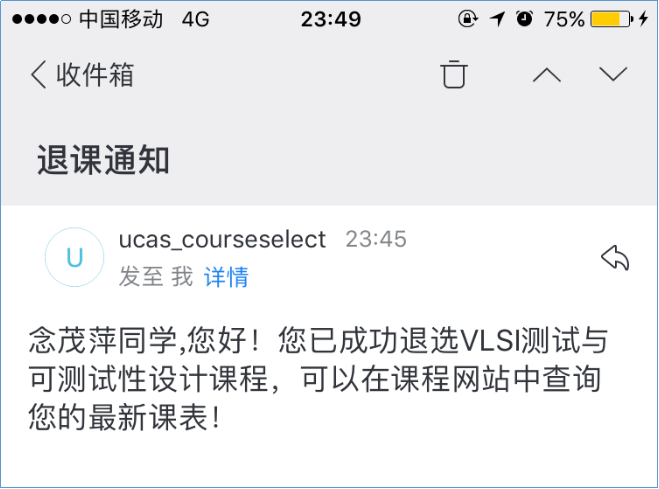 中国移动 4G 23:49 75%
收件箱
退课通知
U
ucas_courseselect 23:45
发至 我 详情
念茂萍同学,您好！您已成功退选VLSI测试与
可测试性设计课程，可以在课程网站中查询
您的最新课表！